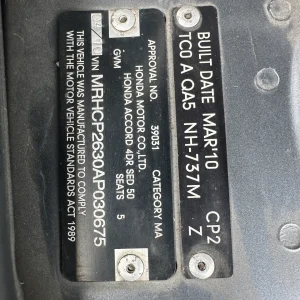 BUILT DATE MAR'10 CP2
TC0 A QA5 NH-737M Z
APPROVAL NO. 39031 CATEGORY MA
HONDA MOTOR CO.,LTD.
HONDA ACCORD 4DR SED 50
GVM SEATS 5
VIN MRHCP2630AP030675
THIS VEHICLE WAS MANUFACTURED TO COMPLY
WITH THE MOTOR VEHICLE STANDARDS ACT 1989